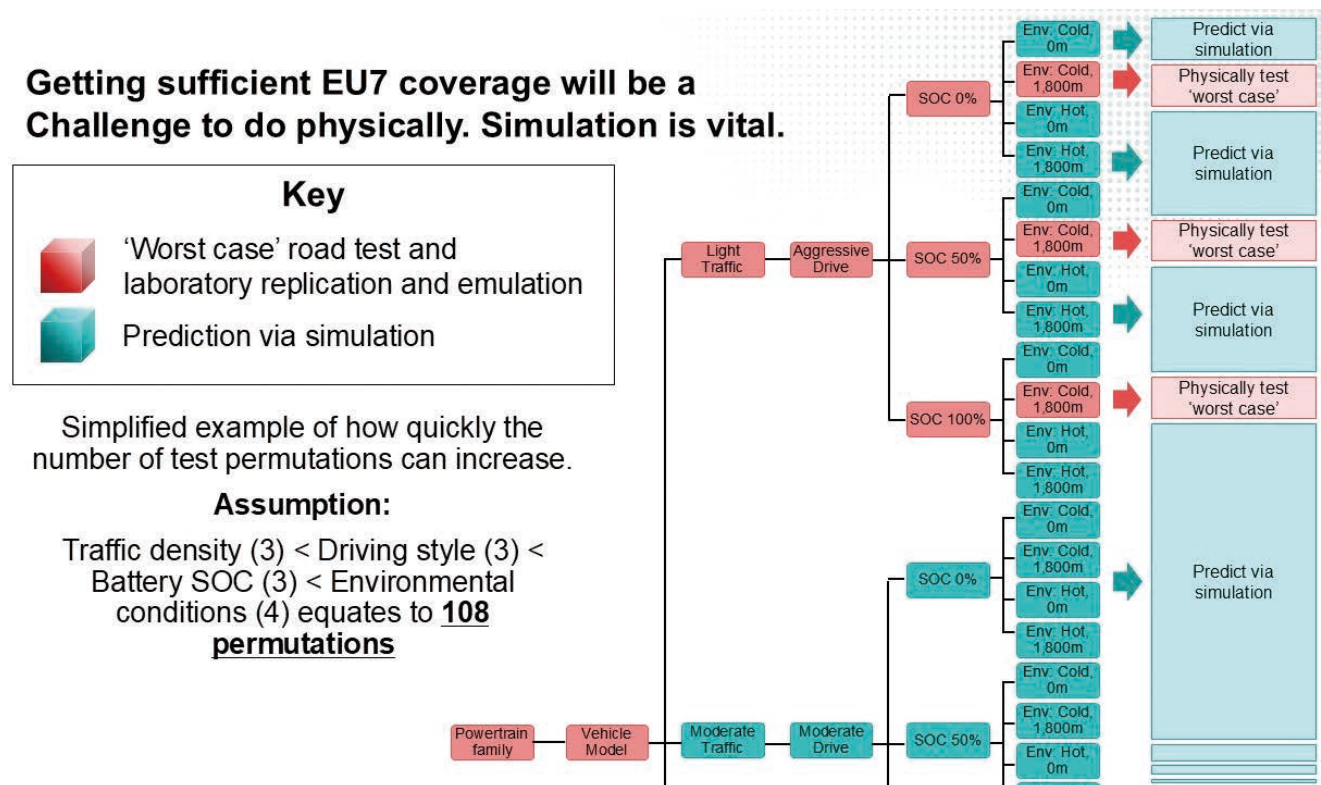 Getting sufficient EU7 coverage will be a
Challenge to do physically. Simulation is vital.
Key
‘Worst case’ road test and
laboratory replication and emulation
Prediction via simulation
Simplified example of how quickly the
number of test permutations can increase.
Assumption:
Traffic density (3) < Driving style (3) <
Battery SOC (3) < Environmental
conditions (4) equates to 108
permutations
Powertrain
family
Vehicle
Model
Light
Traffic
Aggressive
Drive
SOC 0%
Env: Cold,
0m
Env: Cold,
1,800m
Env: Hot,
0m
Env: Hot,
1,800m
SOC 50%
Env: Cold,
0m
Env: Cold,
1,800m
Env: Hot,
0m
Env: Hot,
1,800m
SOC 100%
Env: Cold,
0m
Env: Cold,
1,800m
Env: Hot,
0m
Env: Hot,
1,800m
Moderate
Traffic
Moderate
Drive
SOC 0%
Env: Cold,
0m
Env: Cold,
1,800m
Env: Hot,
0m
Env: Hot,
1,800m
SOC 50%
Env: Cold,
0m
Env: Cold,
1,800m
Env: Hot,
0m
Predict via
simulation
Physically test
‘worst case’
Predict via
simulation
Physically test
‘worst case’
Predict via
simulation
Physically test
‘worst case’
Predict via
simulation